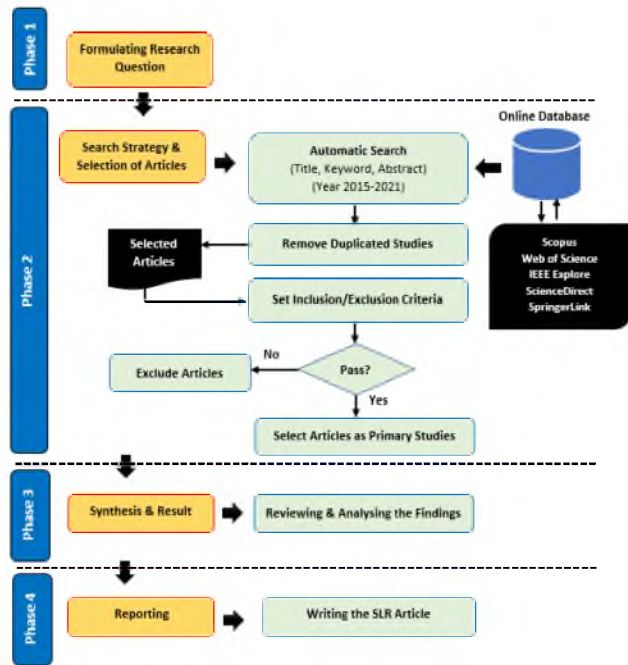 Phase 1
Formulating Research
Question
Phase 2
Search Strategy &
Selection of Articles
Automatic Search
(Title, Keyword, Abstract)
(Year 2015-2021)
Online Database
Scopus
Web of Science
IEEE Explore
ScienceDirect
SpringerLink
Remove Duplicated Studies
Selected
Articles
Set Inclusion/Exclusion Criteria
Pass?
No
Exclude Articles
Yes
Select Articles as Primary Studies
Phase 3
Synthesis & Result
Reviewing & Analysing the Findings
Phase 4
Reporting
Writing the SLR Article